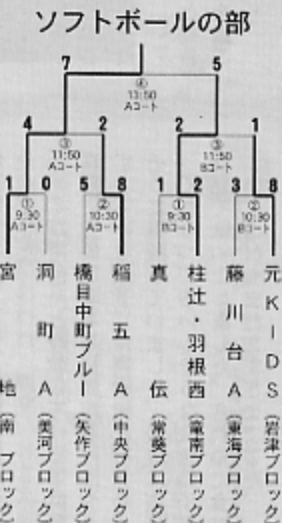 ソフトボールの部
7 5
④
13:50
Aコート
4 2 2 1
③
11:50
Aコート
③
11:50
Bコート
1 0 5 8 1 2 3 8
①
9:30
Aコート
②
10:30
Aコート
①
9:30
Bコート
②
10:30
Bコート
宮地(南ブロック)
洞町A(美河ブロック)
橋目中町ブルー(矢作ブロック)
稲五A(中央ブロック)
真伝(常葵ブロック)
柱辻・羽根西(竜南ブロック)
藤川台A(東海ブロック)
元KIDS(岩津ブロック)